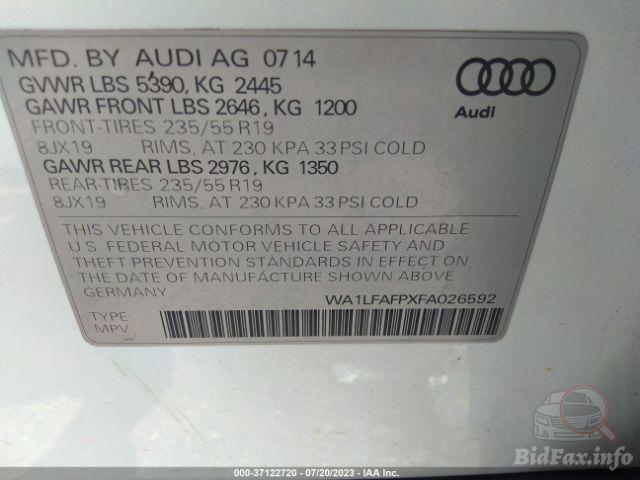 MFD. BY AUDI AG 07 14
GVWR LBS 5390, KG 2445
GAWR FRONT LBS 2646, KG 1200
FRONT-TIRES 235/55 R19
8JX19 RIMS, AT 230 KPA 33 PSI COLD
GAWR REAR LBS 2976, KG 1350
REAR-TIRES 235/55 R19
8JX19 RIMS, AT 230 KPA 33 PSI COLD
Audi
THIS VEHICLE CONFORMS TO ALL APPLICABLE
U.S. FEDERAL MOTOR VEHICLE SAFETY AND
THEFT PREVENTION STANDARDS IN EFFECT ON
THE DATE OF MANUFACTURE SHOWN ABOVE
GERMANY
WA1LFAFPXFA026592
TYPE:
MPV
000-37122720 - 07/20/2023 - IAA Inc.
BidFax.info